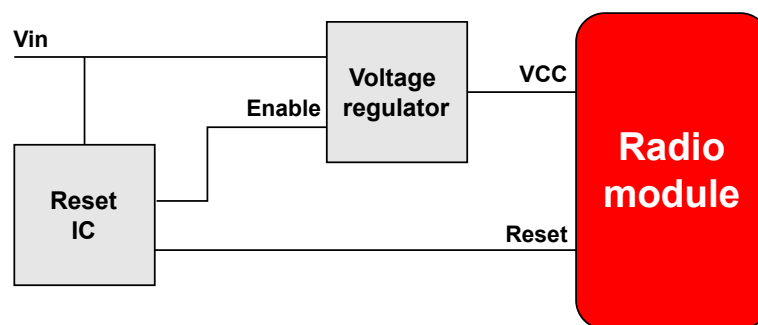 Vin
Voltage
regulator
VCC
Enable
Radio
module
Reset
IC
Reset